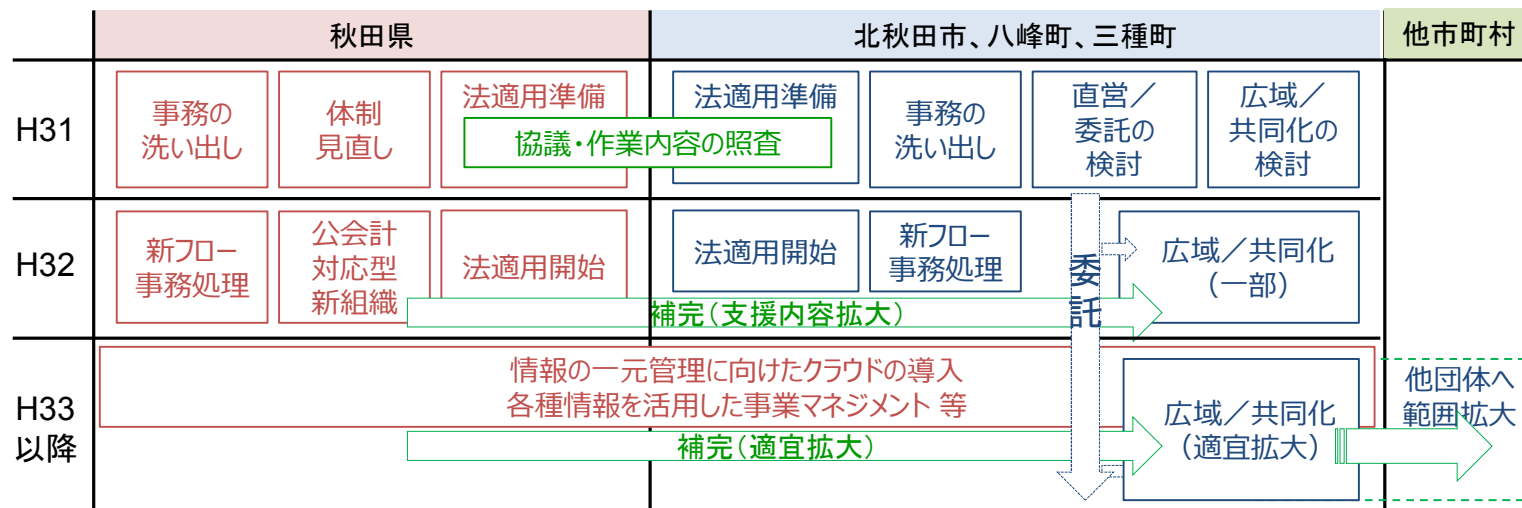 秋田県
北秋田市、八峰町、三種町
他市町村
H31
事務の
洗い出し
体制
見直し
法適用準備
協議・作業内容の照査
法適用準備
事務の
洗い出し
直営／
委託の
検討
広域／
共同化の
検討
H32
新フロー
事務処理
公会計
対応型
新組織
法適用開始
法適用開始
新フロー
事務処理
委託
広域／共同化
（一部）
補完（支援内容拡大）
H33
以降
情報の一元管理に向けたクラウドの導入
各種情報を活用した事業マネジメント 等
補完（適宜拡大）
広域／共同化
（適宜拡大）
他団体へ
範囲拡大